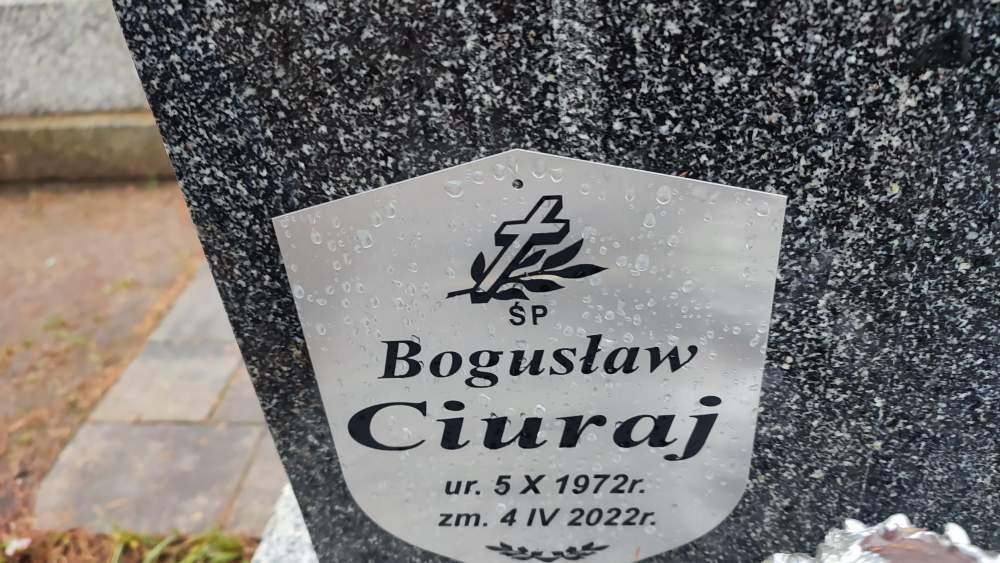 ŚP
Bogusław
Ciuraj
ur. 5 X 1972r.
zm. 4 IV 2022r.